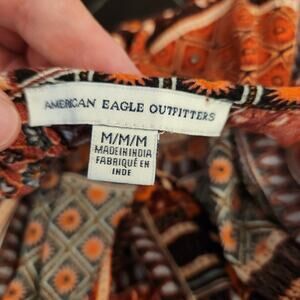 AMERICAN EAGLE OUTFITTERS
M/M/M
MADE IN INDIA
FABRIQUÉ EN
INDE